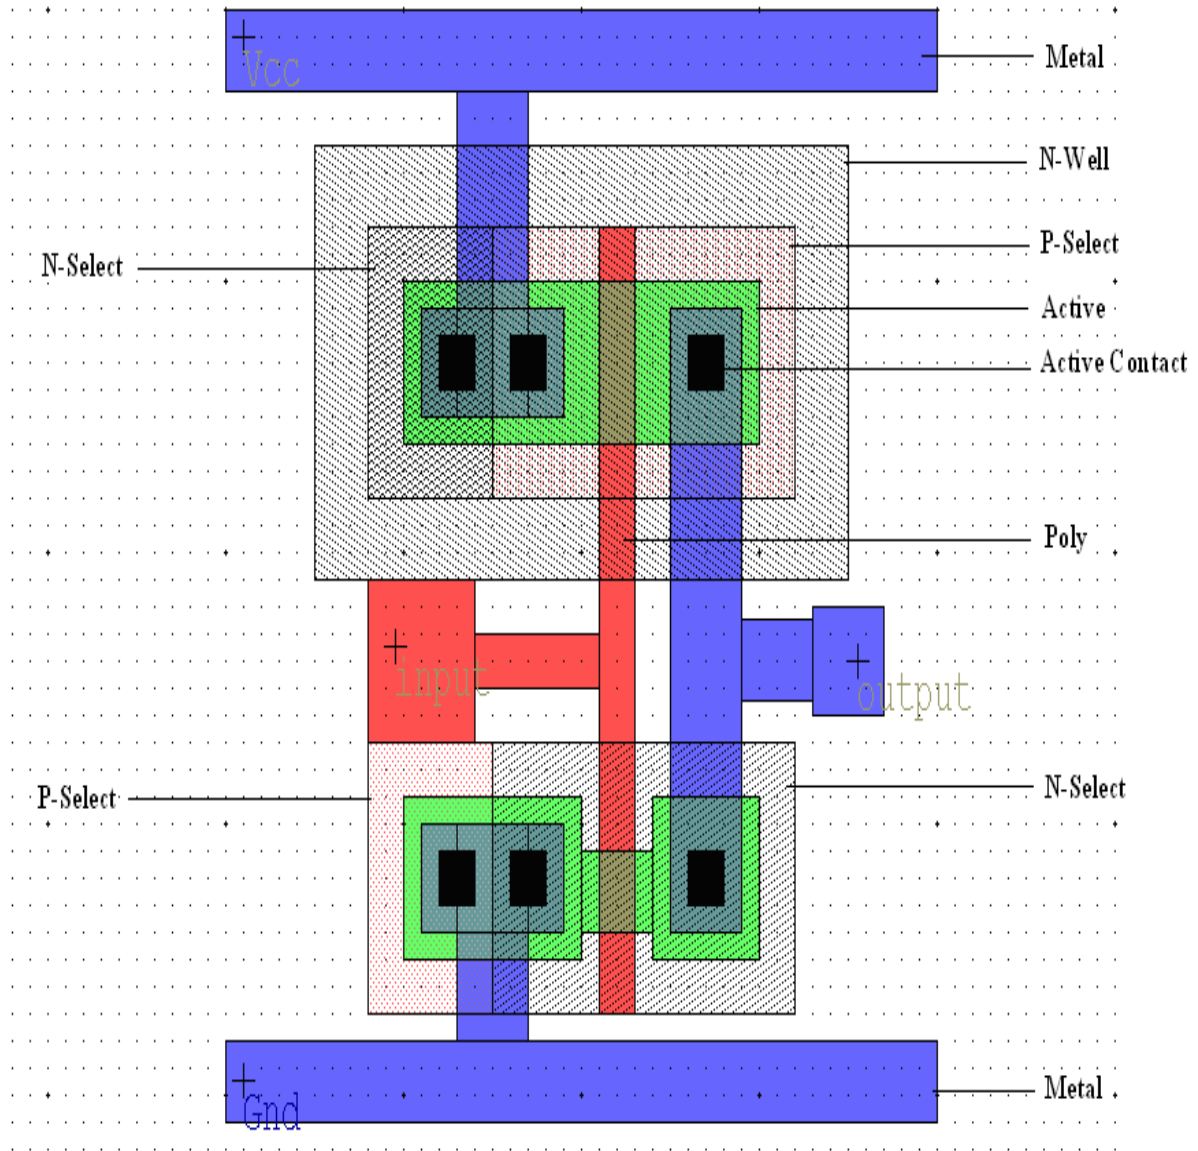 Vcc
Metal
N-Well
P-Select
N-Select
Active
Active Contact
Poly
input
output
P-Select
N-Select
Metal
Gnd